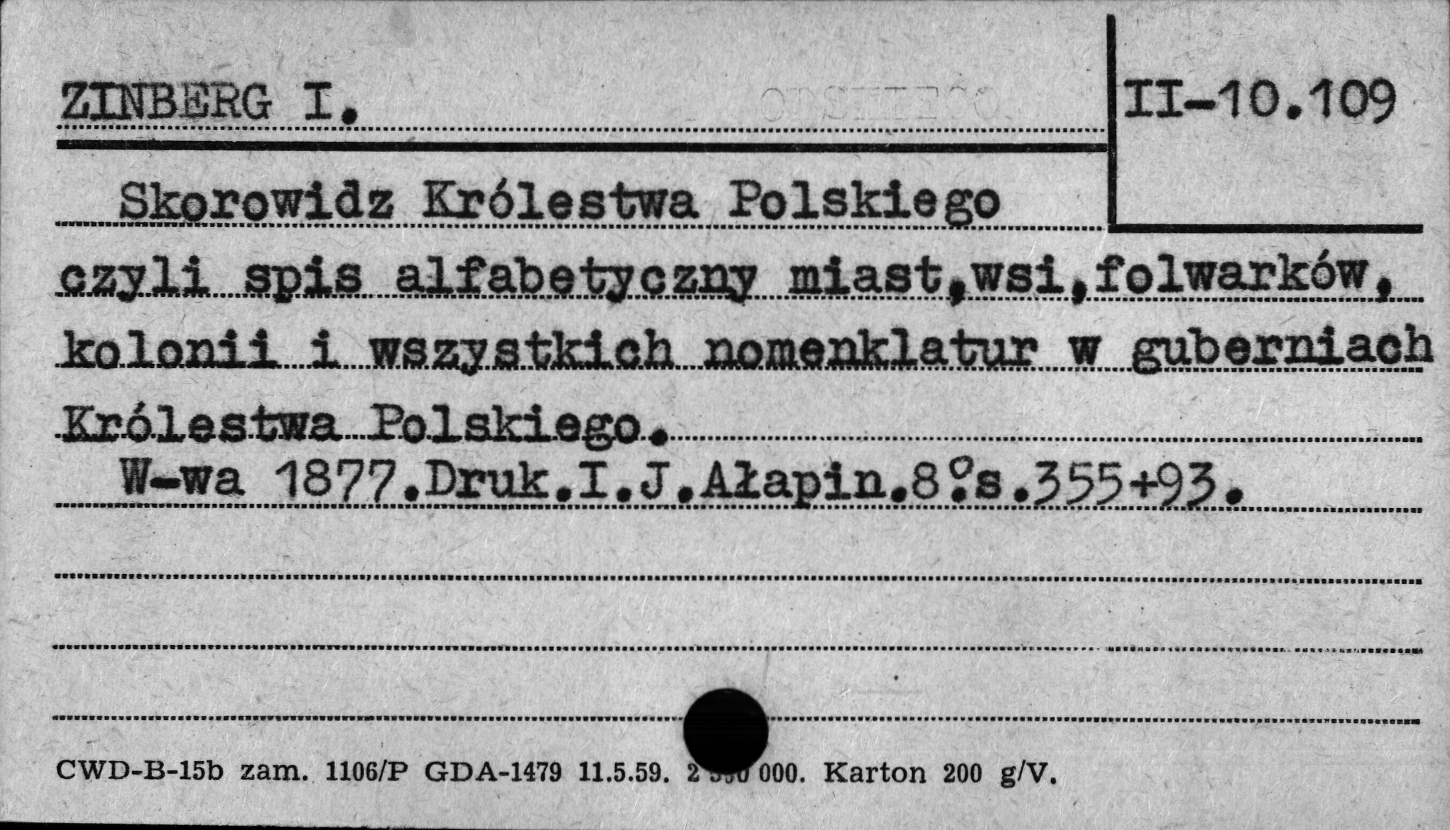 ZINBERG I.
II-10.109
Skorowidz Królestwa Polskiego
czyli spis alfabetyczny miast,wsi,folwarków,
kolonii i wszystkich nomenklatur w guberniach
Królestwa Polskiego.
W-wa 1877.Druk.I.J.Ałapin.8°.s.355+93.
CWD-B-15b zam. 1106/P GDA-1479 11.5.59. 2 000. Karton 200 g/V.